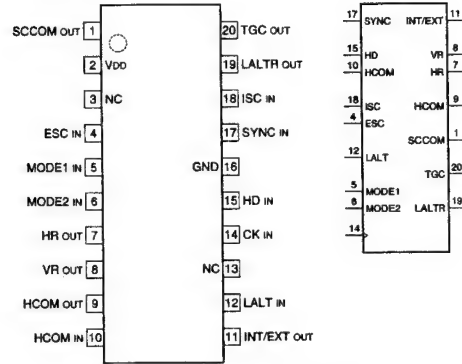 SCCOM OUT 1
2 VDD
3 NC
ESC IN 4
MODE1 IN 5
MODE2 IN 6
HR OUT 7
VR OUT 8
HCOM OUT 9
HCOM IN 10
20 TGC OUT
19 LALTR OUT
18 ISC IN
17 SYNC IN
GND 16
15 HD IN
14 CK IN
NC 13
12 LALT IN
11 INT/EXT OUT
17 SYNC INT/EXT 11
15 HD VR 8
10 HCOM HR 7
18 ISC HCOM 9
4 ESC
SCCOM 1
12 LALT
TGC 20
5 MODE1
6 MODE2 LALTR 19
14